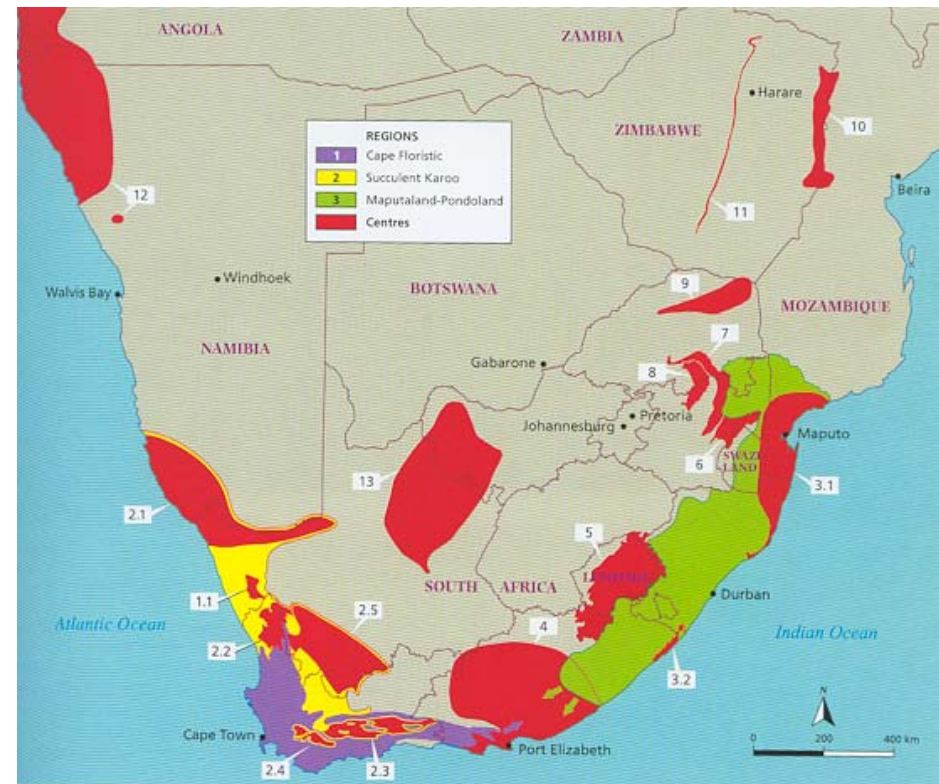 ANGOLA
ZAMBIA
Harare
ZIMBABWE
10
REGIONS
1 Cape Floristic
2 Succulent Karoo
3 Maputaland-Pondoland
Centres
12
11
Beira
Windhoek
Walvis Bay
BOTSWANA
9
MOZAMBIQUE
NAMIBIA
7
Gabarone
8
Pretoria
Johannesburg
Maputo
6
SWAZI
LAND
13
3.1
2.1
5
SOUTH AFRICA
Durban
1.1
2.5
Atlantic Ocean
Indian Ocean
2.2
4
3.2
N
Cape Town
Port Elizabeth
0 200 400 km
2.4
2.3